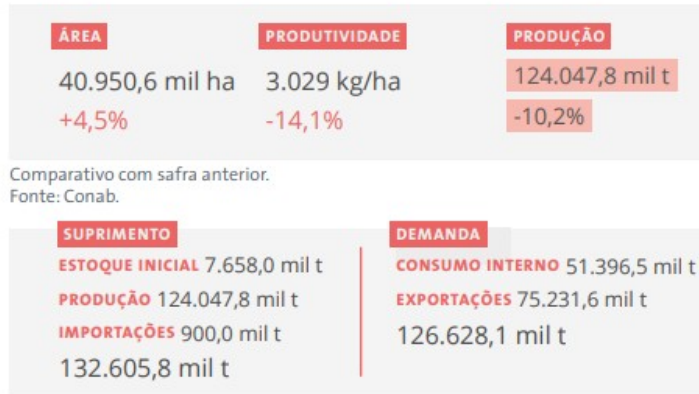 ÁREA
40.950,6 mil ha
+4,5%
PRODUTIVIDADE
3.029 kg/ha
-14,1%
PRODUÇÃO
124.047,8 mil t
-10,2%
Comparativo com safra anterior.
Fonte: Conab.
SUPRIMENTO
ESTOQUE INICIAL 7.658,0 mil t
PRODUÇÃO 124.047,8 mil t
IMPORTAÇÕES 900,0 mil t
132.605,8 mil t
DEMANDA
CONSUMO INTERNO 51.396,5 mil t
EXPORTAÇÕES 75.231,6 mil t
126.628,1 mil t